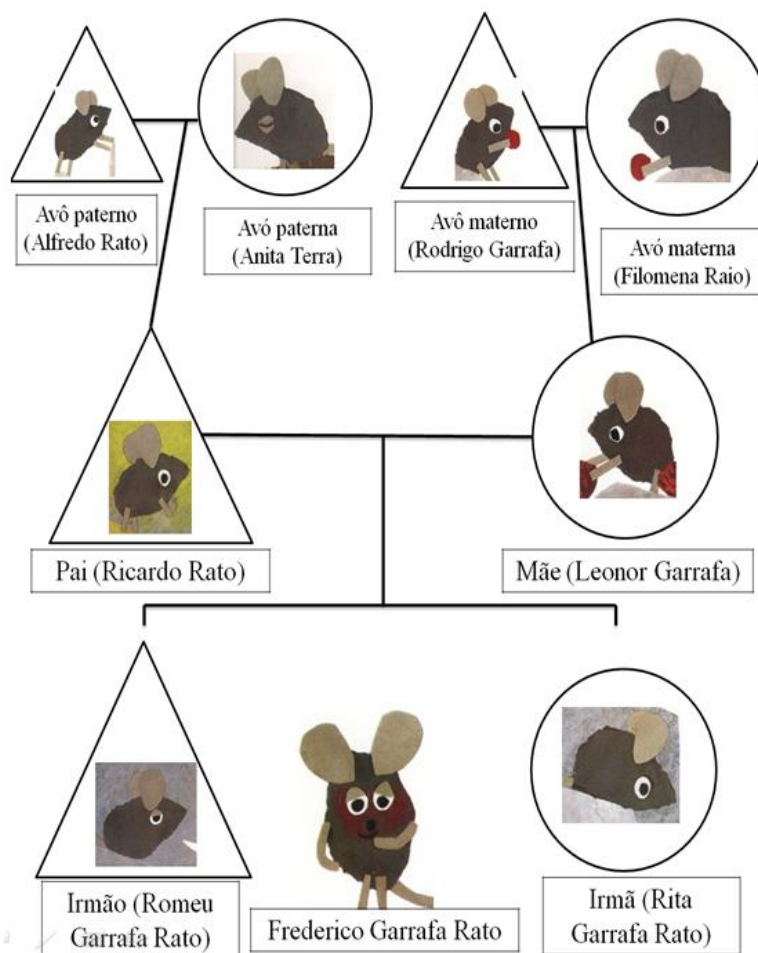 Avô paterno
(Alfredo Rato)
Avó paterna
(Anita Terra)
Avô materno
(Rodrigo Garrafa)
Avó materna
(Filomena Raio)
Pai (Ricardo Rato)
Mãe (Leonor Garrafa)
Irmão (Romeu
Garrafa Rato)
Frederico Garrafa Rato
Irmã (Rita
Garrafa Rato)